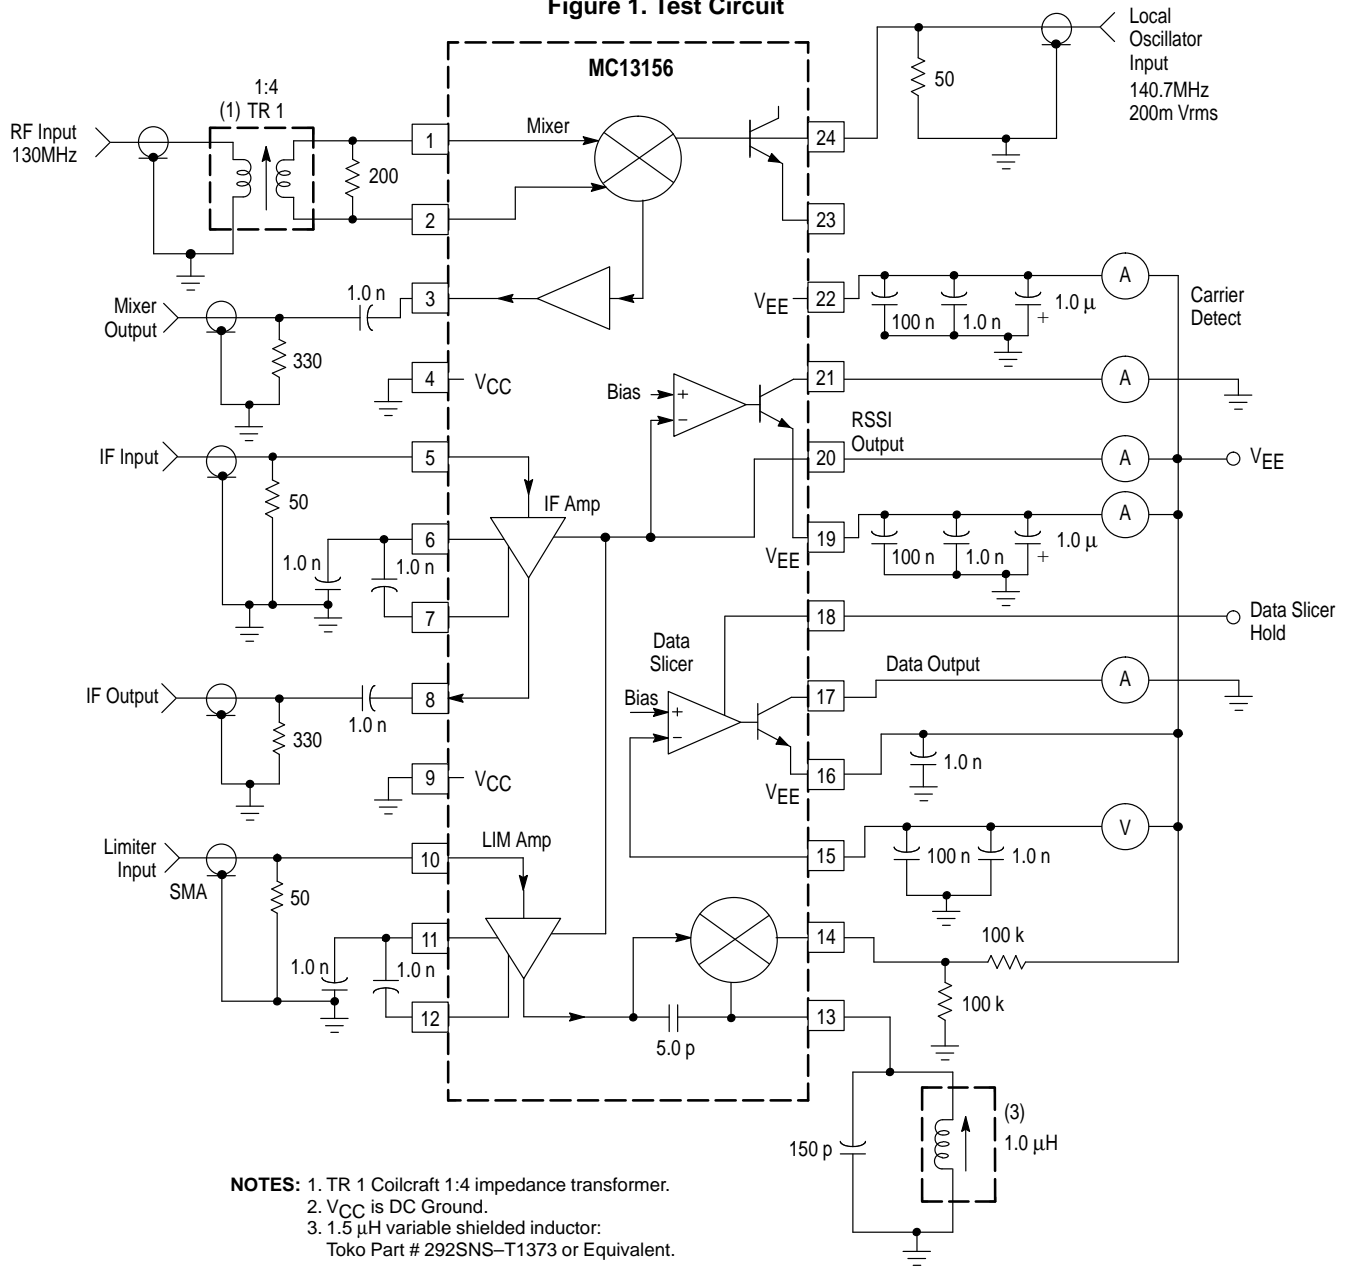 Figure 1. Test Circuit
MC13156
Local
Oscillator
Input
140.7MHz
200m Vrms
50
1:4
(1) TR 1
RF Input
130MHz
200
1
2
Mixer
24
23
Mixer
Output
1.0 n
330
3
VEE
22
100 n
1.0 n
1.0 µ
+
A
Carrier
Detect
4
VCC
Bias
+
−
21
A
RSSI
Output
20
A
VEE
IF Input
50
5
IF Amp
1.0 n
1.0 n
6
7
VEE
19
100 n
1.0 n
1.0 µ
+
A
18
Data Slicer
Hold
Data
Slicer
Bias
+
−
Data Output
17
A
IF Output
1.0 n
330
8
9
VCC
VEE
16
1.0 n
Limiter
Input
SMA
50
10
LIM Amp
15
100 n
1.0 n
V
1.0 n
1.0 n
11
12
5.0 p
14
100 k
100 k
13
150 p
(3)
1.0 µH
NOTES: 1. TR 1 Coilcraft 1:4 impedance transformer.
2. VCC is DC Ground.
3. 1.5 µH variable shielded inductor:
Toko Part # 292SNS–T1373 or Equivalent.